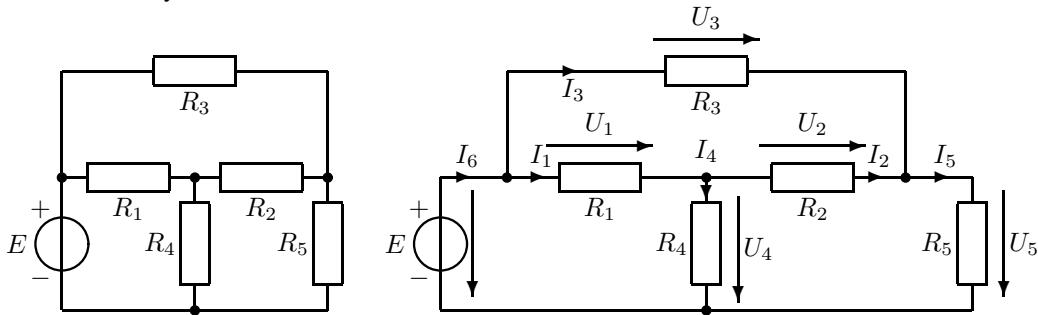 U₃
R₃
I₃
R₃
U₁
U₂
I₆
I₁
I₄
I₂
I₅
R₁
R₂
R₁
R₂
+
E
−
R₄
R₅
+
E
−
R₄
U₄
R₅
U₅